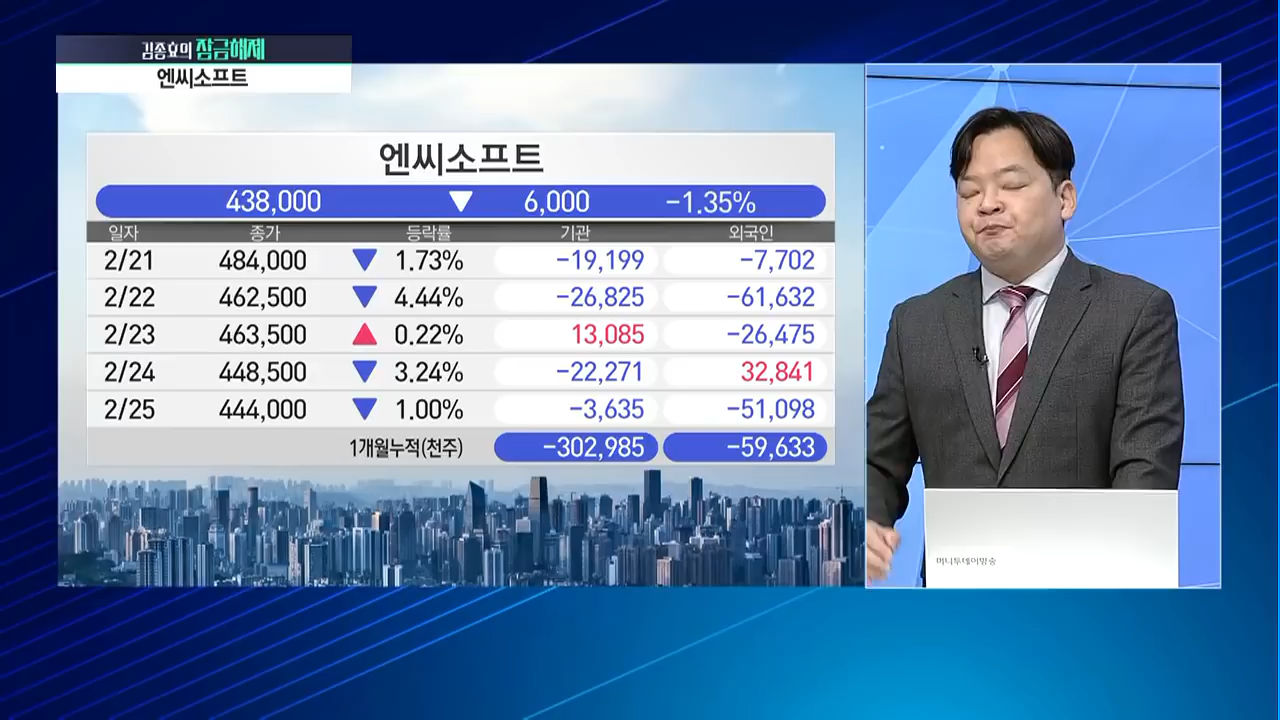 김종효의 잠금해제
엔씨소프트
엔씨소프트
438,000 ▼ 6,000 -1.35%
일자 종가 등락률 기관 외국인
2/21 484,000 ▼ 1.73% -19,199 -7,702
2/22 462,500 ▼ 4.44% -26,825 -61,632
2/23 463,500 ▲ 0.22% 13,085 -26,475
2/24 448,500 ▼ 3.24% -22,271 32,841
2/25 444,000 ▼ 1.00% -3,635 -51,098
1개월누적(천주) -302,985 -59,633
머니투데이방송